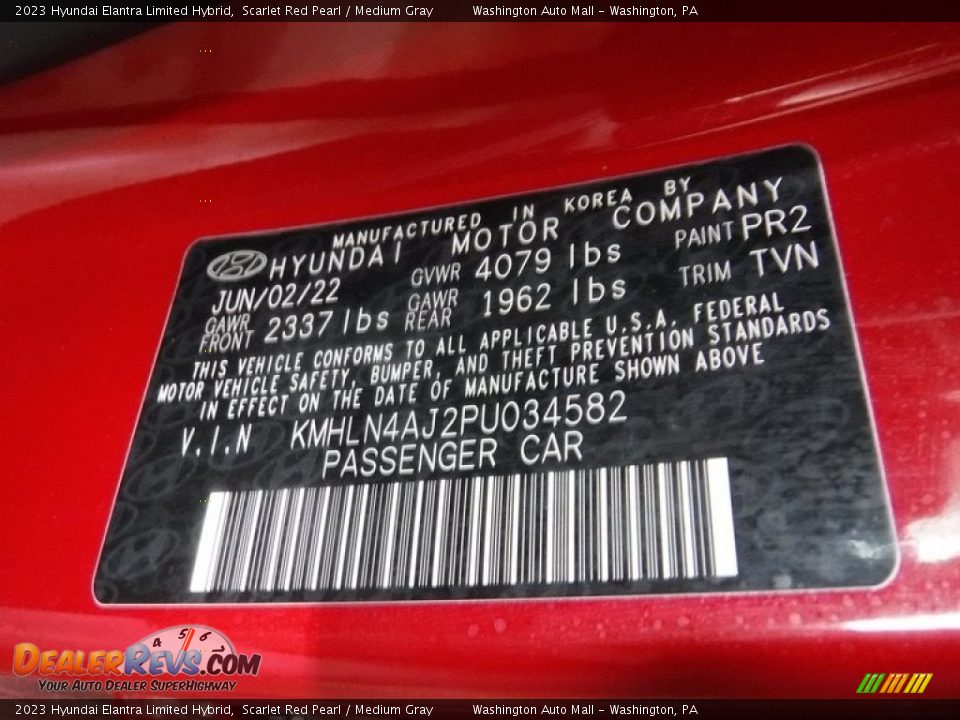 2023 Hyundai Elantra Limited Hybrid, Scarlet Red Pearl / Medium Gray Washington Auto Mall - Washington, PA
MANUFACTURED IN KOREA BY
HYUNDAI MOTOR COMPANY
JUN/02/22 GVWR 4079 lbs PAINT PR2
GAWR FRONT 2337 lbs GAWR REAR 1962 lbs TRIM TVN
THIS VEHICLE CONFORMS TO ALL APPLICABLE U.S.A. FEDERAL
MOTOR VEHICLE SAFETY, BUMPER, AND THEFT PREVENTION STANDARDS
IN EFFECT ON THE DATE OF MANUFACTURE SHOWN ABOVE
V.I.N KMHLN4AJ2PU034582
PASSENGER CAR
4 5 6
DEALERREVS.COM
YOUR AUTO DEALER SUPERHIGHWAY
2023 Hyundai Elantra Limited Hybrid, Scarlet Red Pearl / Medium Gray Washington Auto Mall - Washington, PA